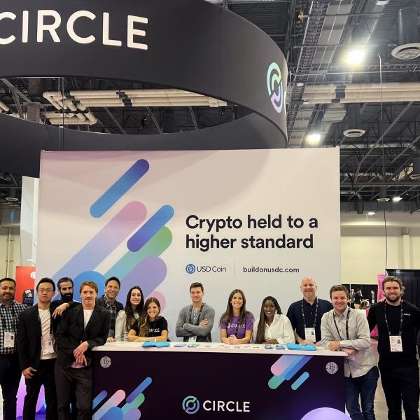 CIRCLE
Crypto held to a
higher standard
USD Coin | buildonusdc.com
CIRCLE